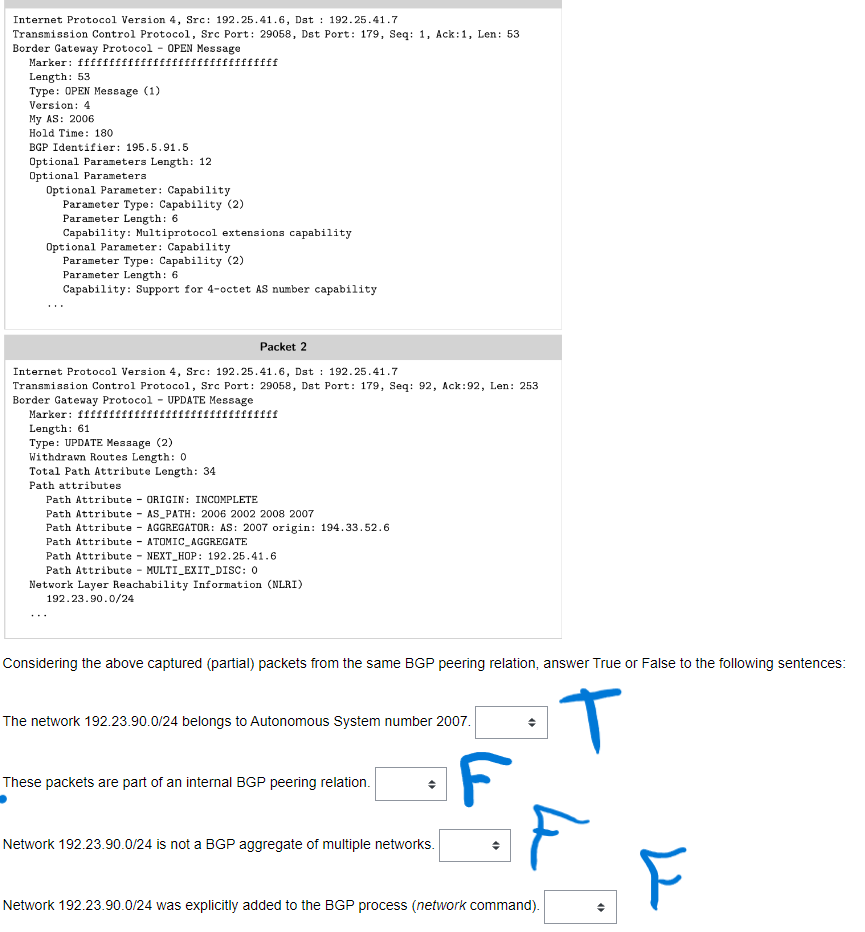 Internet Protocol Version 4, Src: 192.25.41.6, Dst : 192.25.41.7
Transmission Control Protocol, Src Port: 29058, Dst Port: 179, Seq: 1, Ack:1, Len: 53
Border Gateway Protocol - OPEN Message
Marker: ffffffffffffffffffffffffffffffff
Length: 53
Type: OPEN Message (1)
Version: 4
My AS: 2006
Hold Time: 180
BGP Identifier: 195.5.91.5
Optional Parameters Length: 12
Optional Parameters
Optional Parameter: Capability
Parameter Type: Capability (2)
Parameter Length: 6
Capability: Multiprotocol extensions capability
Optional Parameter: Capability
Parameter Type: Capability (2)
Parameter Length: 6
Capability: Support for 4-octet AS number capability
...
Packet 2
Internet Protocol Version 4, Src: 192.25.41.6, Dst : 192.25.41.7
Transmission Control Protocol, Src Port: 29058, Dst Port: 179, Seq: 92, Ack:92, Len: 253
Border Gateway Protocol - UPDATE Message
Marker: ffffffffffffffffffffffffffffffff
Length: 61
Type: UPDATE Message (2)
Withdrawn Routes Length: 0
Total Path Attribute Length: 34
Path attributes
Path Attribute - ORIGIN: INCOMPLETE
Path Attribute - AS_PATH: 2006 2002 2008 2007
Path Attribute - AGGREGATOR: AS: 2007 origin: 194.33.52.6
Path Attribute - ATOMIC_AGGREGATE
Path Attribute - NEXT_HOP: 192.25.41.6
Path Attribute - MULTI_EXIT_DISC: 0
Network Layer Reachability Information (NLRI)
192.23.90.0/24
...
Considering the above captured (partial) packets from the same BGP peering relation, answer True or False to the following sentences:
The network 192.23.90.0/24 belongs to Autonomous System number 2007. T
These packets are part of an internal BGP peering relation. F
Network 192.23.90.0/24 is not a BGP aggregate of multiple networks. F
Network 192.23.90.0/24 was explicitly added to the BGP process (network command). F